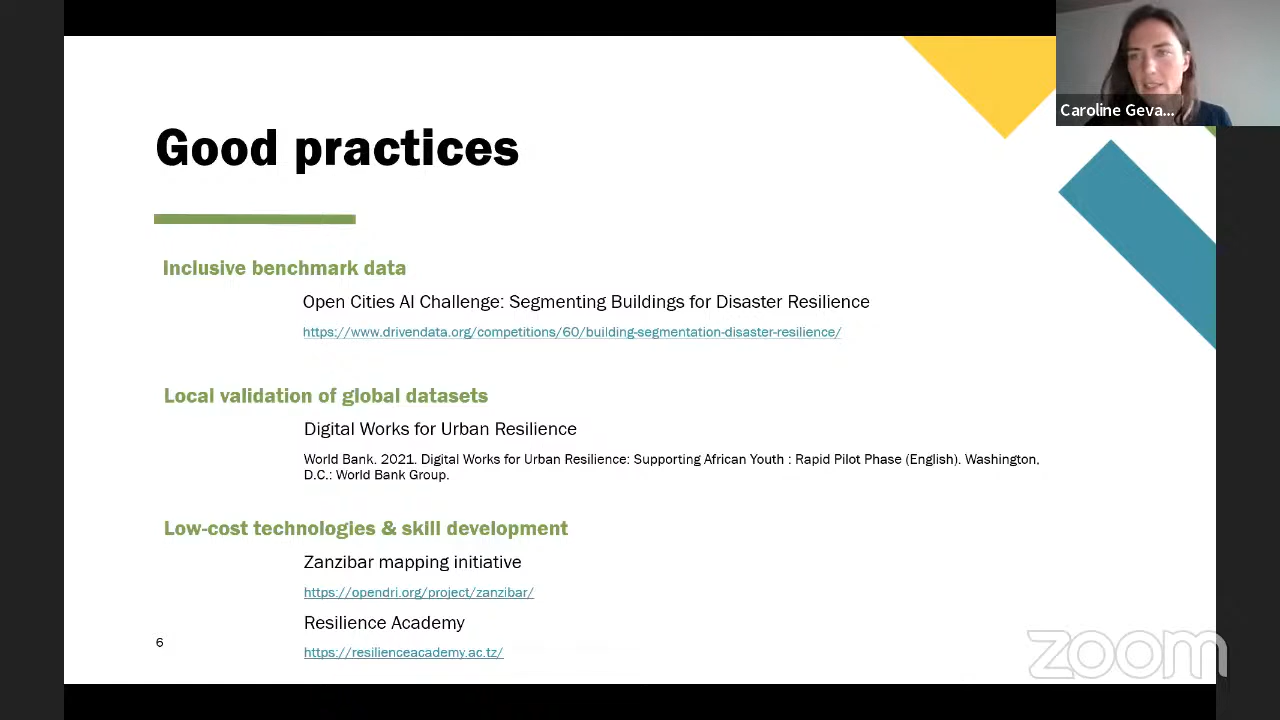 Caroline Geva...
Good practices
Inclusive benchmark data
Open Cities AI Challenge: Segmenting Buildings for Disaster Resilience
https://www.drivendata.org/competitions/60/building-segmentation-disaster-resilience/
Local validation of global datasets
Digital Works for Urban Resilience
World Bank. 2021. Digital Works for Urban Resilience: Supporting African Youth : Rapid Pilot Phase (English). Washington,
D.C.: World Bank Group.
Low-cost technologies & skill development
Zanzibar mapping initiative
https://opendri.org/project/zanzibar/
Resilience Academy
https://resilienceacademy.ac.tz/
6
zoom